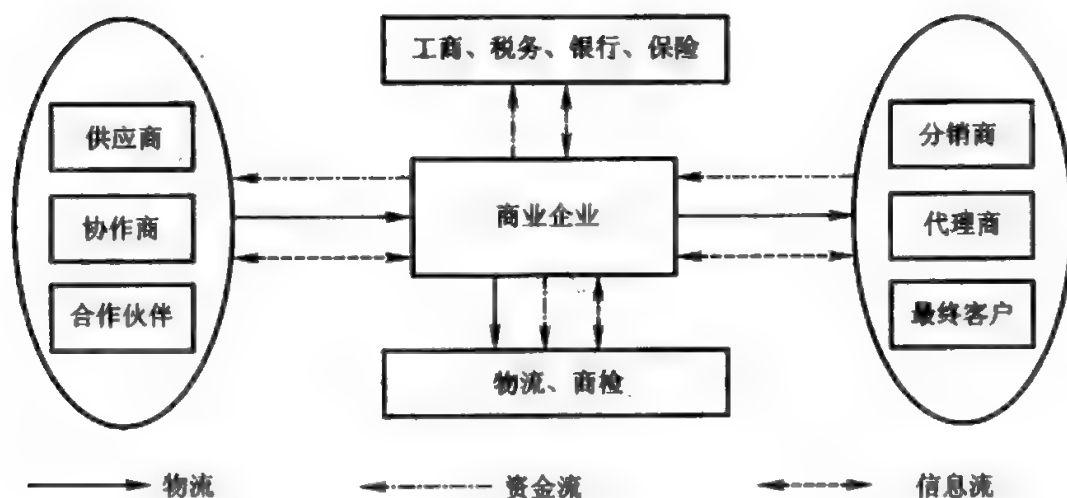 工商、税务、银行、保险
供应商
协作商
合作伙伴
商业企业
分销商
代理商
最终客户
物流、商检
物流
资金流
信息流